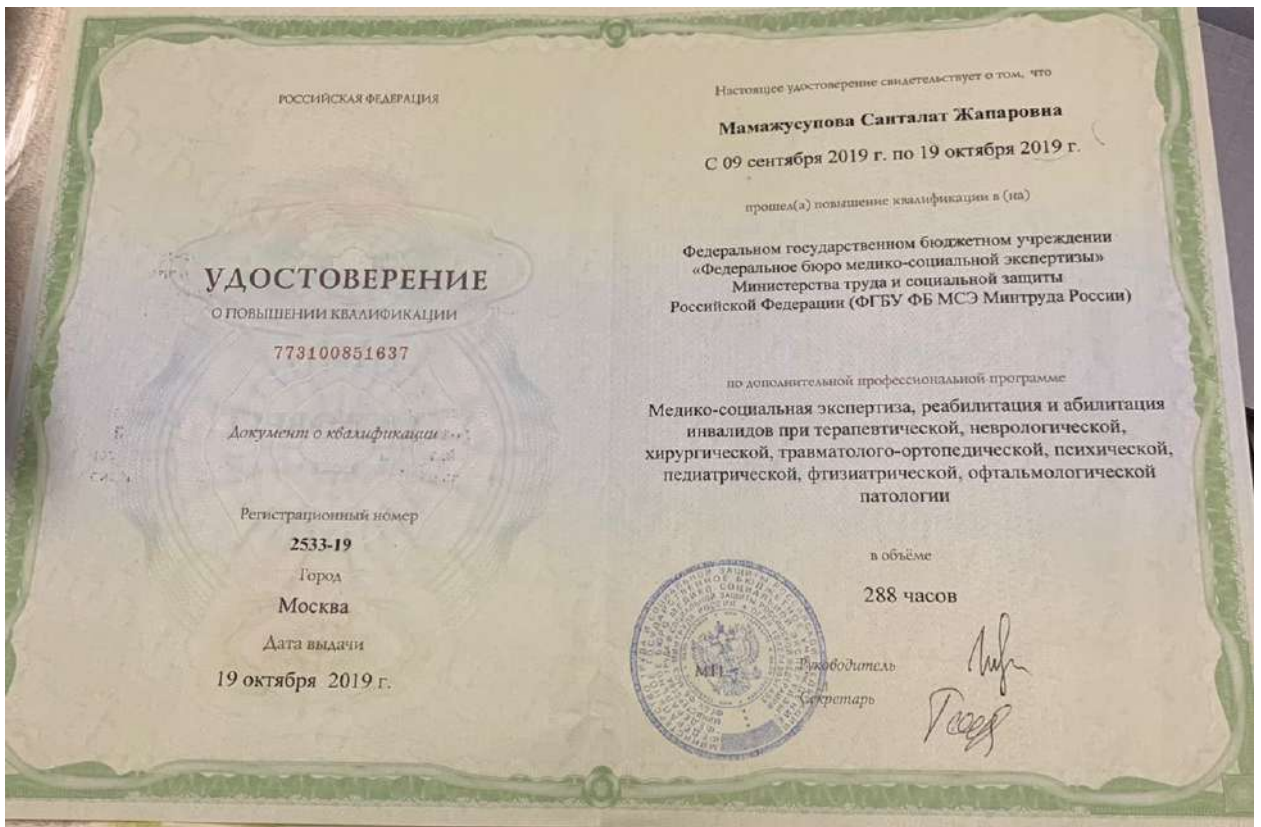 РОССИЙСКАЯ ФЕДЕРАЦИЯ
УДОСТОВЕРЕНИЕ
О ПОВЫШЕНИИ КВАЛИФИКАЦИИ
773100851637
Документ о квалификации
Регистрационный номер
2533-19
Город
Москва
Дата выдачи
19 октября 2019 г.
Настоящее удостоверение свидетельствует о том, что
Мамажусупова Санталат Жапаровна
С 09 сентября 2019 г. по 19 октября 2019 г.
прошел(а) повышение квалификации в (на)
Федеральном государственном бюджетном учреждении
«Федеральное бюро медико-социальной экспертизы»
Министерства труда и социальной защиты
Российской Федерации (ФГБУ ФБ МСЭ Минтруда России)
по дополнительной профессиональной программе
Медико-социальная экспертиза, реабилитация и абилитация
инвалидов при терапевтической, неврологической,
хирургической, травматолого-ортопедической, психической,
педиатрической, фтизиатрической, офтальмологической
патологии
в объёме
288 часов
МП
Руководитель
Секретарь